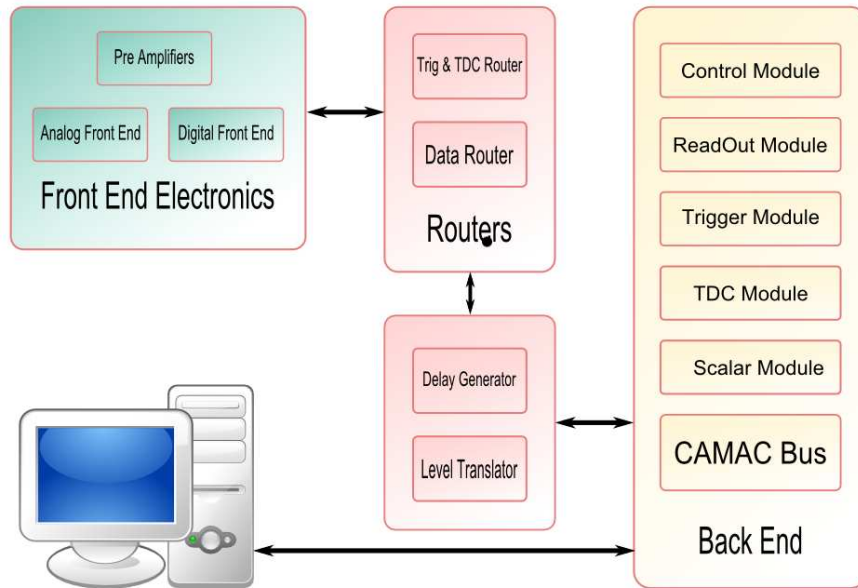 Pre Amplifiers
Analog Front End
Digital Front End
Front End Electronics
Trig & TDC Router
Data Router
Routers
Delay Generator
Level Translator
Control Module
ReadOut Module
Trigger Module
TDC Module
Scalar Module
CAMAC Bus
Back End